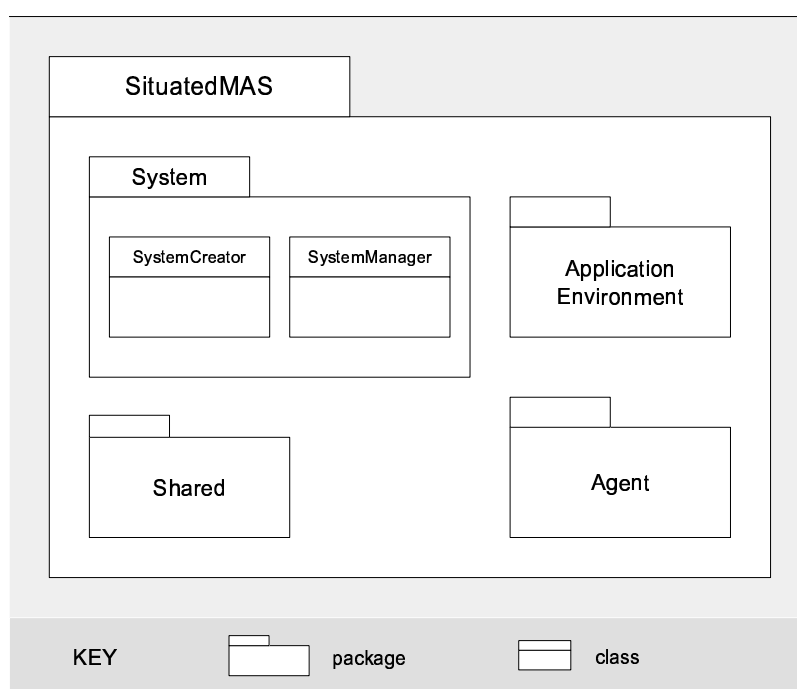 SituatedMAS
System
SystemCreator
SystemManager
Application
Environment
Shared
Agent
KEY
package
class